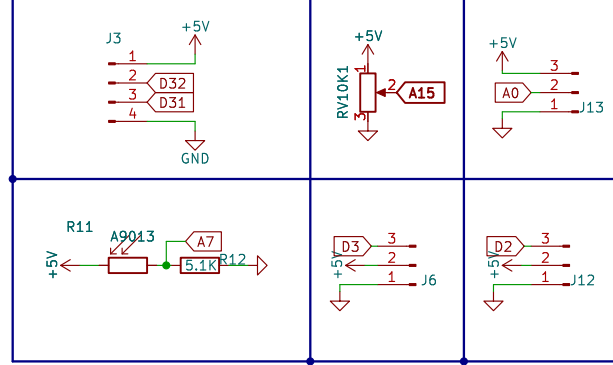 J3
+5V
1
2
D32
3
D31
4
GND
+5V
1
RV10K1
2
A15
3
+5V
3
A0
2
1
J13
R11
A9013
A7
+5V
5.1K
R12
D3
3
+5V
2
1
J6
D2
3
+5V
2
1
J12